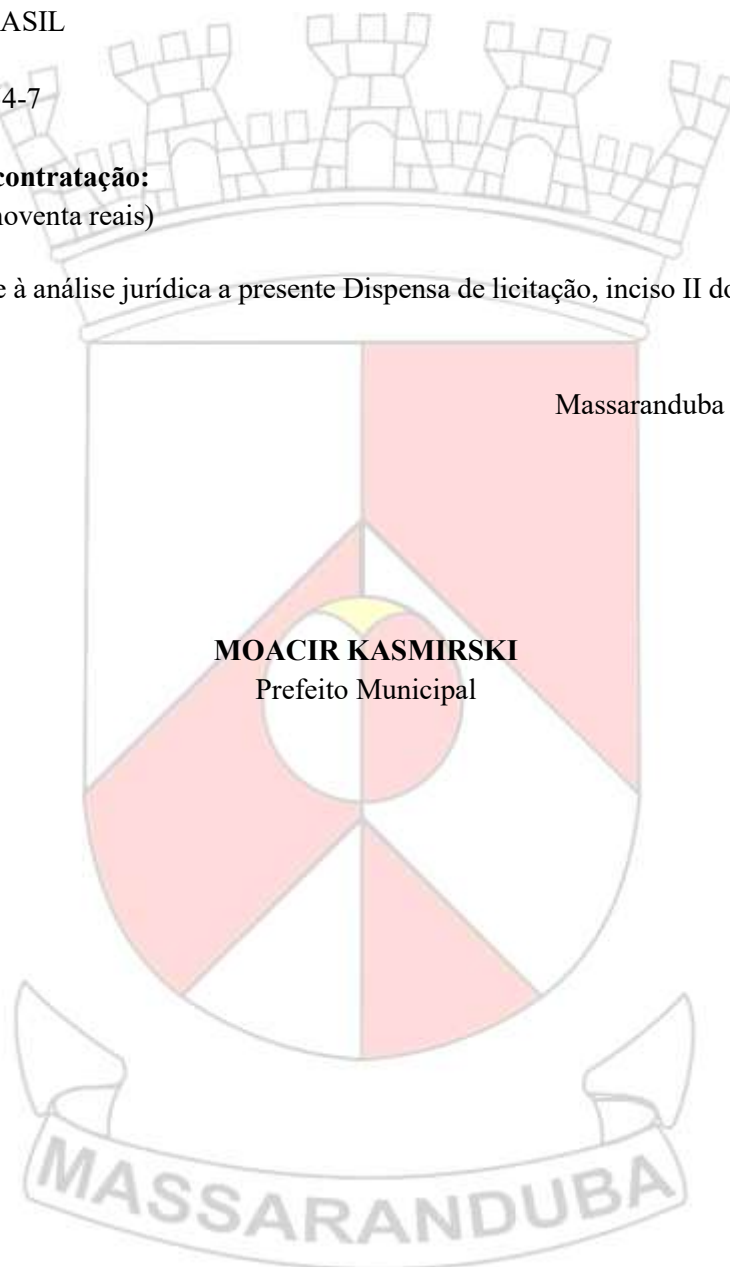 ASIL
4-7
contratação:
noventa reais)
e à análise jurídica a presente Dispensa de licitação, inciso II do
Massaranduba
MOACIR KASMIRSKI
Prefeito Municipal
MASSARANDUBA